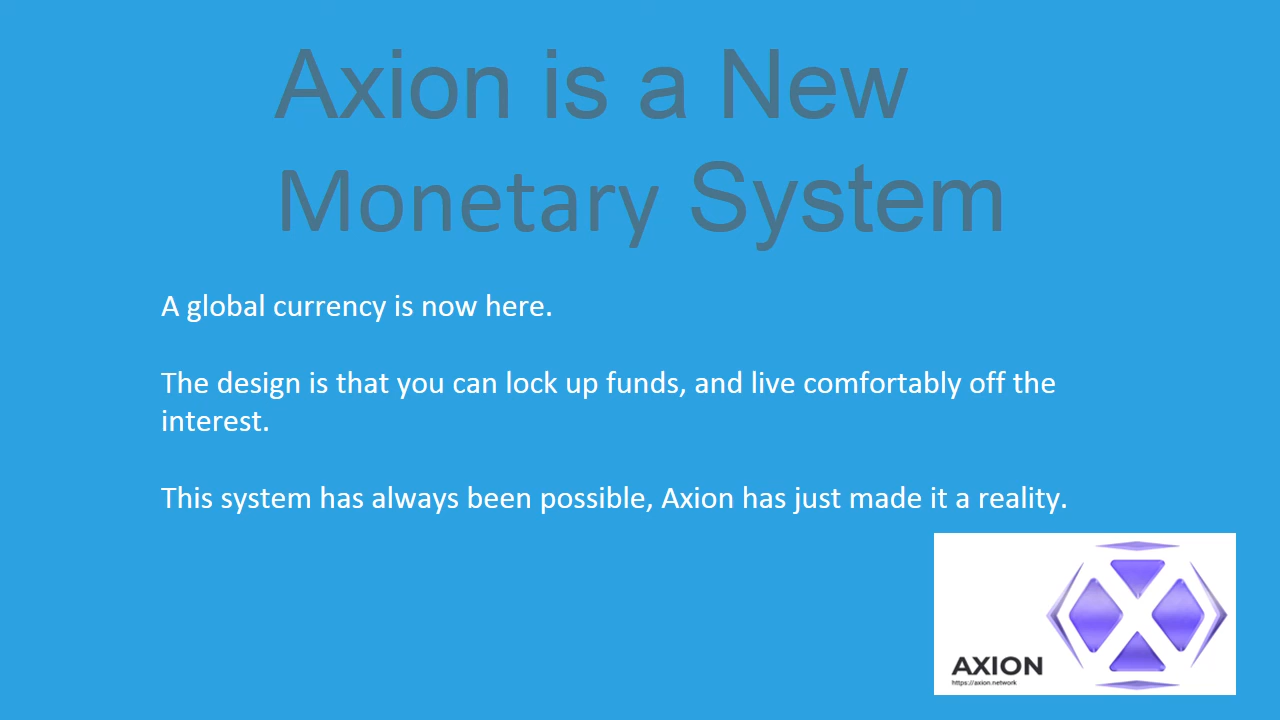 Axion is a New
Monetary System
A global currency is now here.
The design is that you can lock up funds, and live comfortably off the
interest.
This system has always been possible, Axion has just made it a reality.
AXION
https://axion.network